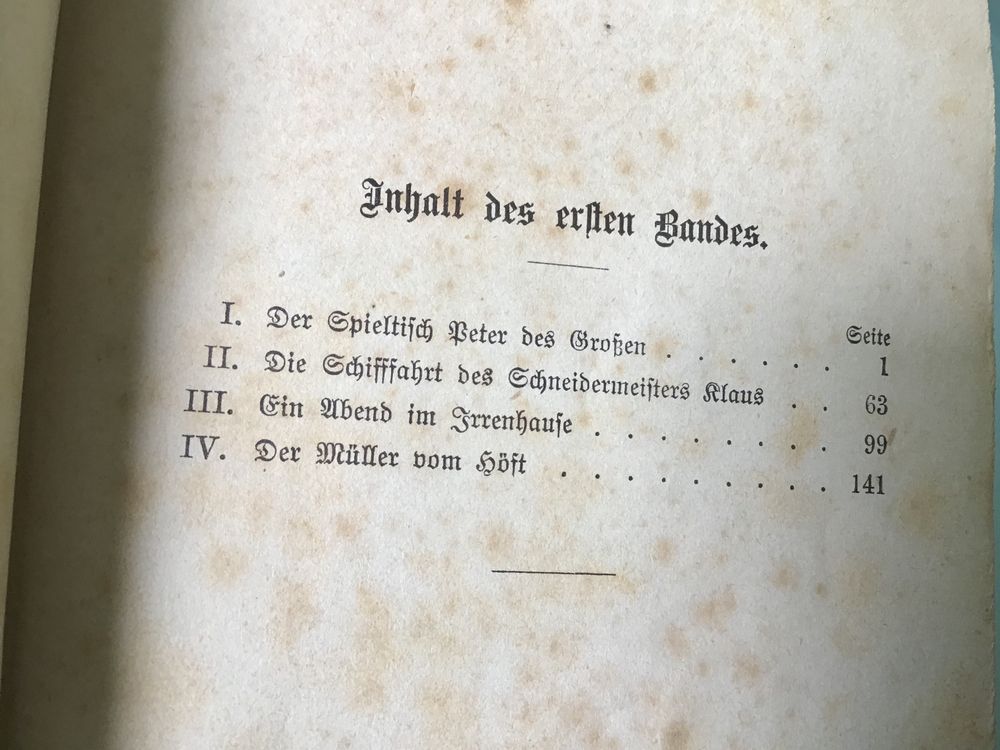 Inhalt des ersten Bandes.
Seite
I. Der Spieltisch Peter des Großen . . . . . . 1
II. Die Schifffahrt des Schneidermeisters Klaus . . 63
III. Ein Abend im Irrenhause . . . . . . . . 99
IV. Der Müller vom Höft . . . . . . . . . 141